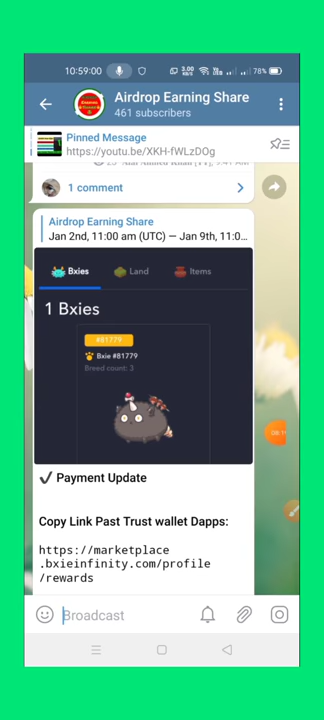 10:59:00
3.00
KB/S
78%
Airdrop Earning Share
461 subscribers
Pinned Message
https://youtu.be/XKH-fWLzDOg
1 comment
Airdrop Earning Share
Jan 2nd, 11:00 am (UTC) — Jan 9th, 11:0...
Bxies
Land
Items
1 Bxies
#81779
Bxie #81779
Breed count: 3
✔ Payment Update
Copy Link Past Trust wallet Dapps:
https://marketplace
.bxieinfinity.com/profile
/rewards
Broadcast